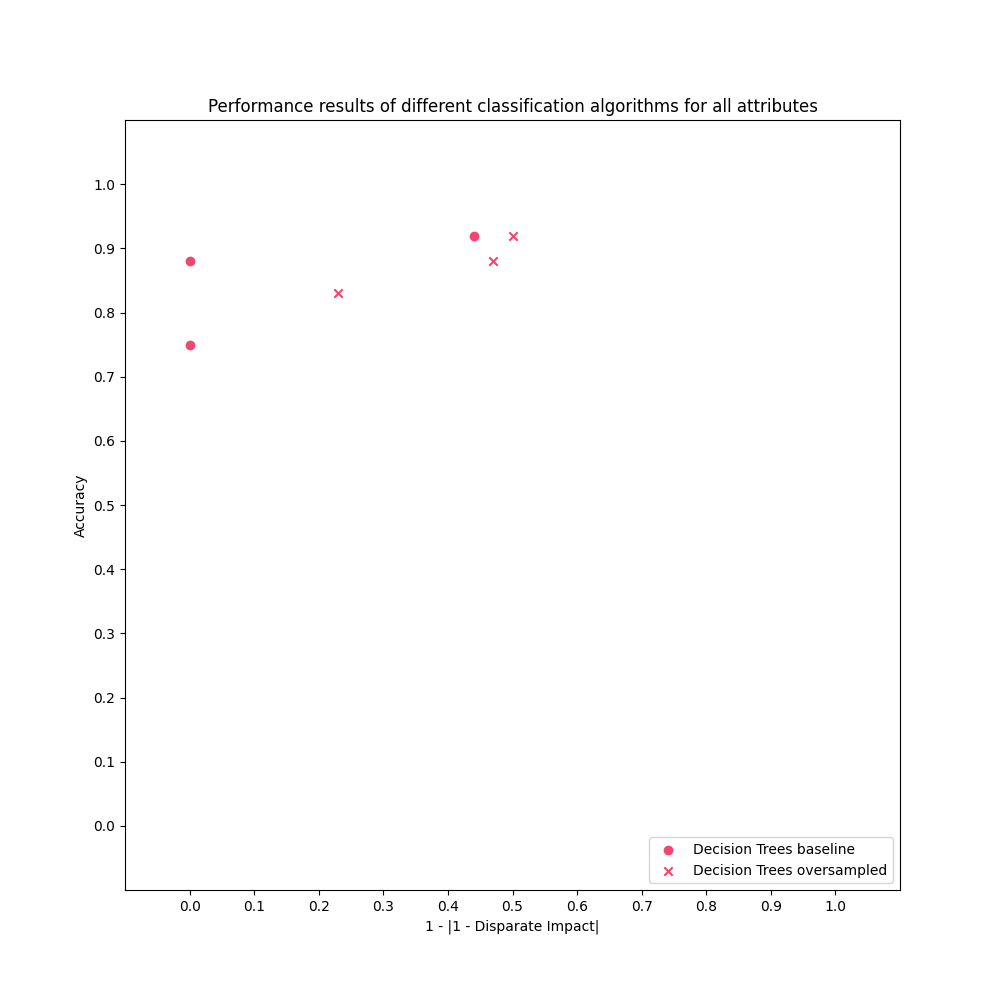 Performance results of different classification algorithms for all attributes
1.0
0.9
0.8
0.7
0.6
0.5
0.4
0.3
0.2
0.1
0.0
Accuracy
Decision Trees baseline
Decision Trees oversampled
0.0 0.1 0.2 0.3 0.4 0.5 0.6 0.7 0.8 0.9 1.0
1 - |1 - Disparate Impact|